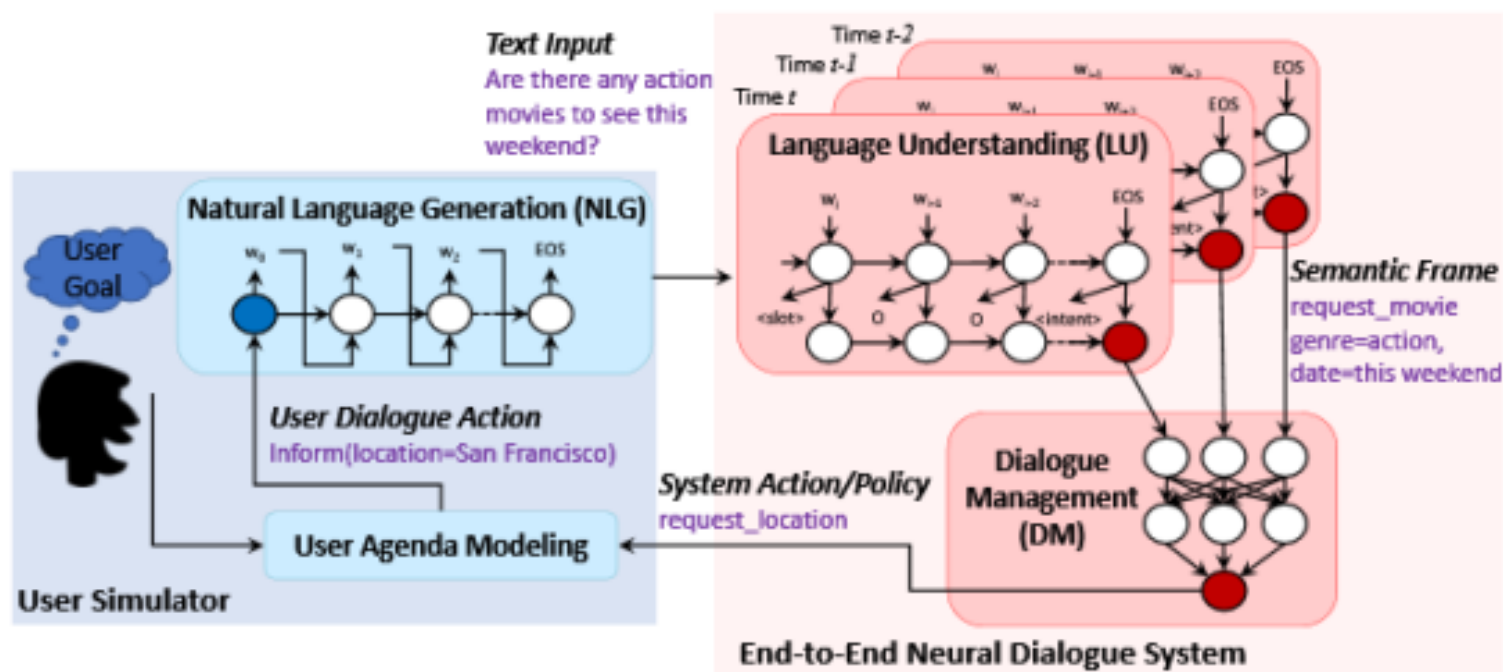 Text Input
Are there any action
movies to see this
weekend?
Time t-2
Time t-1
Time t
wᵢ
EOS
wᵢ
EOS
Language Understanding (LU)
wᵢ
EOS
<slot>
O
O
<intent>
Natural Language Generation (NLG)
w₀
w₁
w₂
EOS
User
Goal
Semantic Frame
request_movie
genre=action,
date=this weekend
User Dialogue Action
Inform(location=San Francisco)
System Action/Policy
request_location
Dialogue
Management
(DM)
User Agenda Modeling
User Simulator
End-to-End Neural Dialogue System